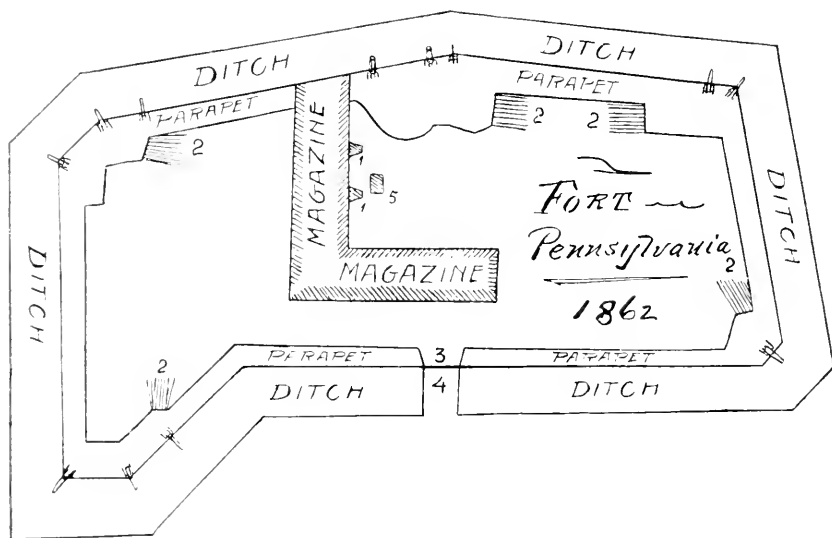 DITCH
DITCH
PARAPET
PARAPET
2
2
2
MAGAZINE
1
1
5
FORT
Pennsylvania
1862
DITCH
DITCH
MAGAZINE
2
2
PERAPET
3
PARAPET
DITCH
4
DITCH